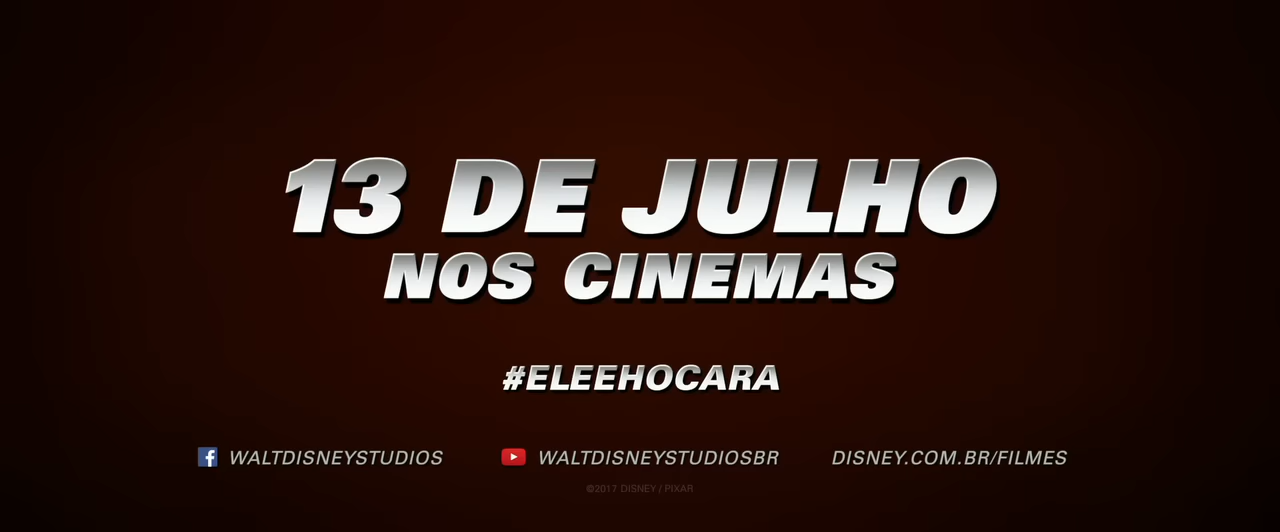 13 DE JULHO
NOS CINEMAS
#ELEEHOCARA
WALTDISNEYSTUDIOS WALTDISNEYSTUDIOSBR DISNEY.COM.BR/FILMES
©2017 DISNEY / PIXAR